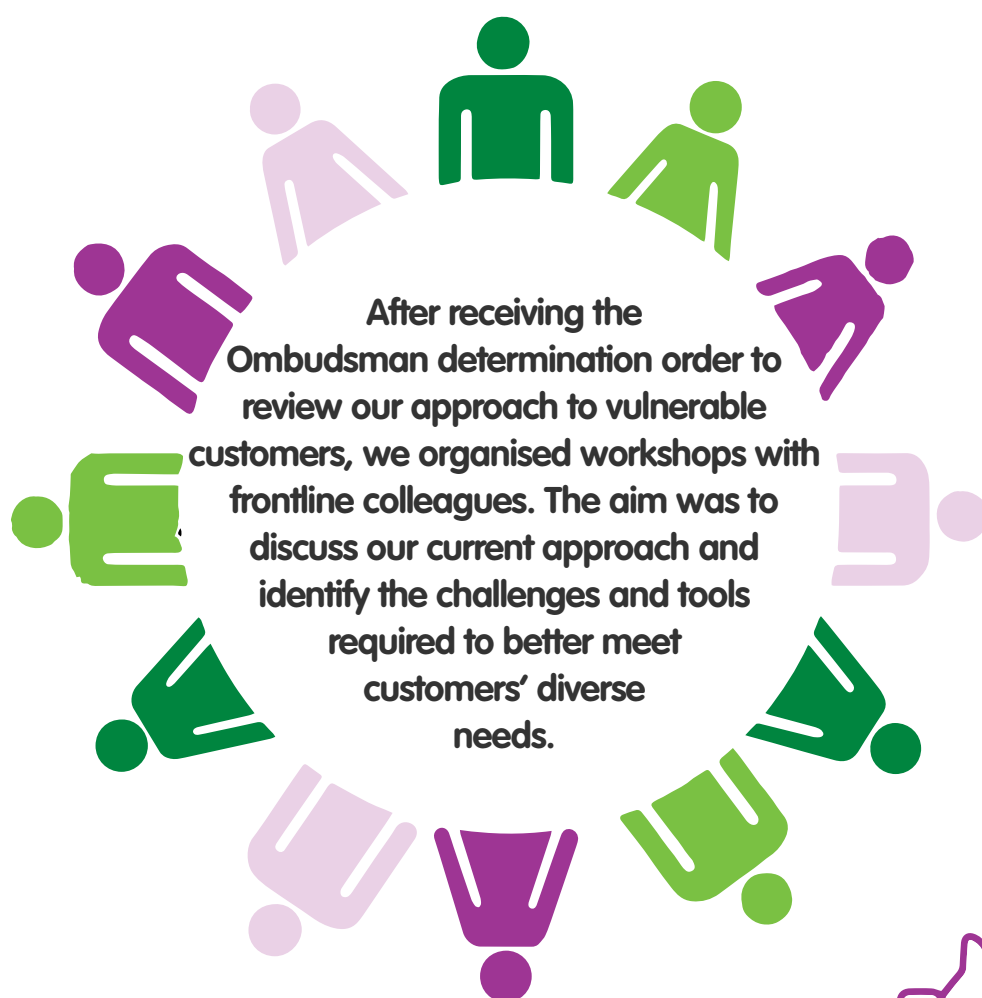 After receiving the
Ombudsman determination order to
review our approach to vulnerable
customers, we organised workshops with
frontline colleagues. The aim was to
discuss our current approach and
identify the challenges and tools
required to better meet
customers’ diverse
needs.